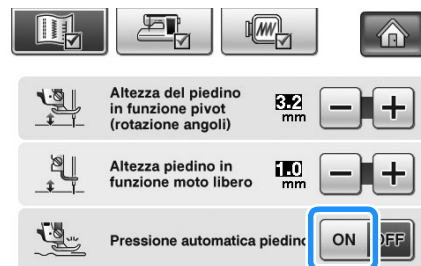 Altezza del piedino
in funzione pivot
(rotazione angoli)
3.2
mm
Altezza piedino in
funzione moto libero
1.0
mm
Pressione automatica piedino
ON
OFF